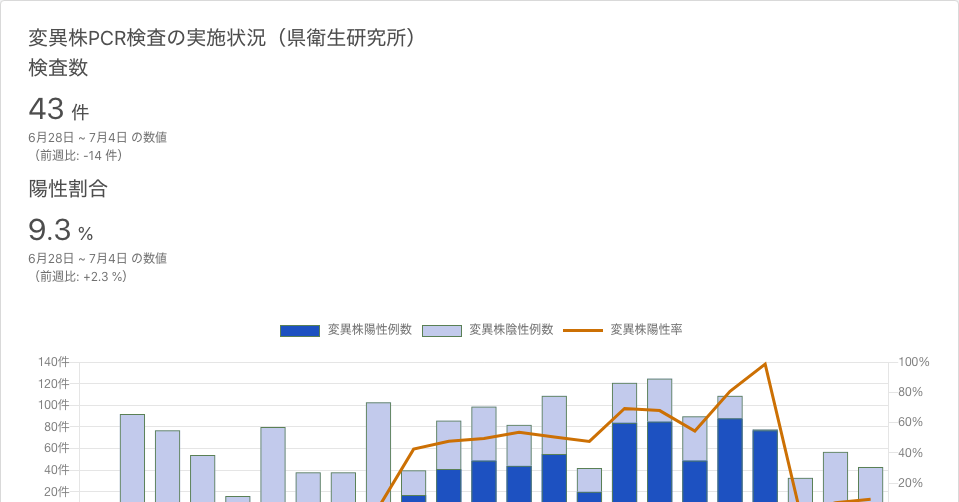 変異株PCR検査の実施状況（県衛生研究所）
検査数
43 件
6月28日 ~ 7月4日 の数値
（前週比: -14 件）
陽性割合
9.3 %
6月28日 ~ 7月4日 の数値
（前週比: +2.3 %）
変異株陽性例数 変異株陰性例数 変異株陽性率
140件 100%
120件 80%
100件
80件 60%
60件
40件 40%
20件 20%